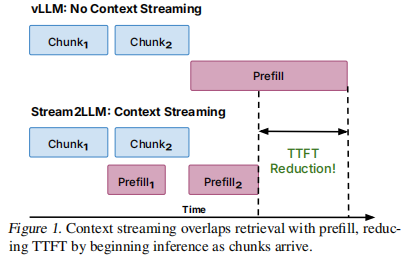 vLLM: No Context Streaming
Chunk₁ Chunk₂
Prefill
Stream2LLM: Context Streaming
Chunk₁ Chunk₂
TTFT
Reduction!
Prefill₁ Prefill₂
Time
Figure 1. Context streaming overlaps retrieval with prefill, reduc-
ing TTFT by beginning inference as chunks arrive.